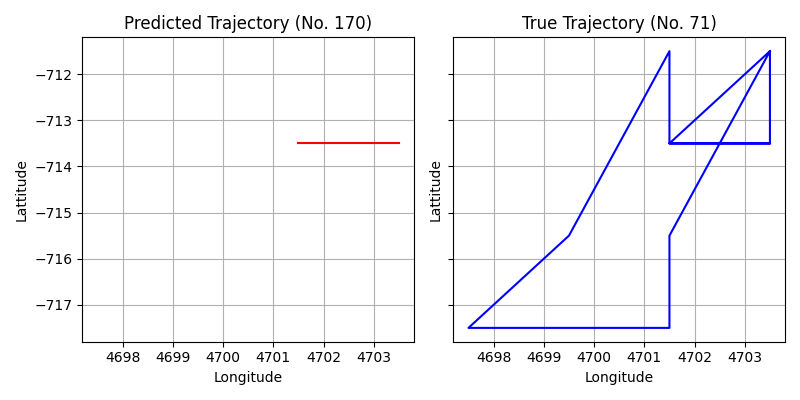 Predicted Trajectory (No. 170)
True Trajectory (No. 71)
−712
−713
−714
−715
−716
−717
Lattitude
Lattitude
4698 4699 4700 4701 4702 4703
4698 4699 4700 4701 4702 4703
Longitude
Longitude